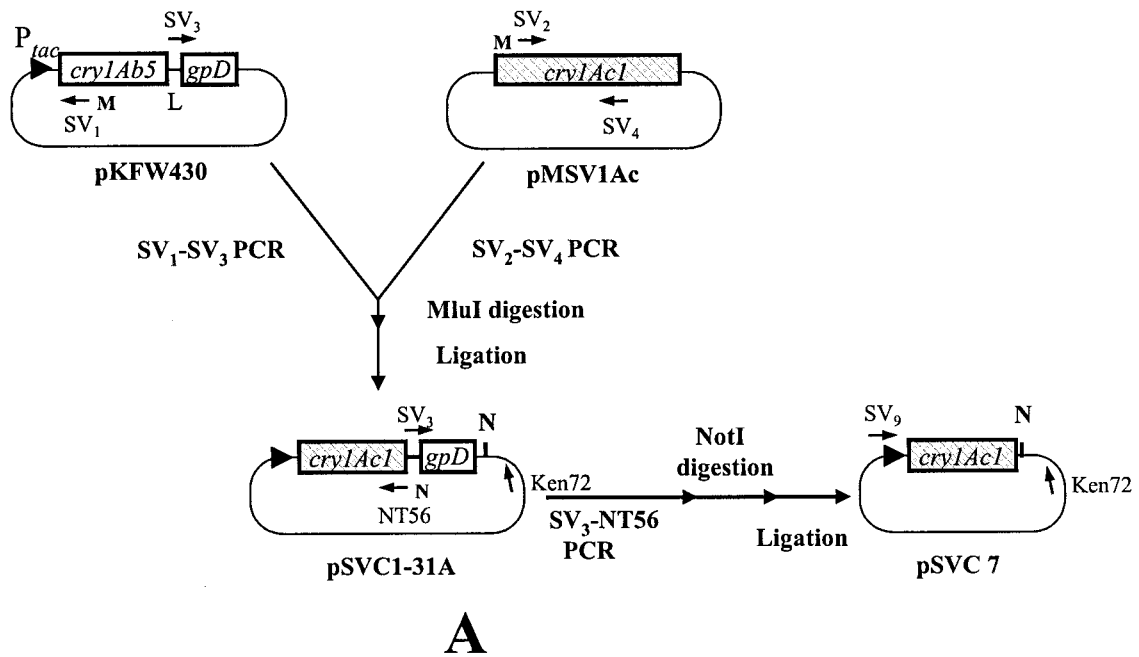 SV3
Ptac
cry1Ab5 gpD
M L
SV1
pKFW430
SV2
M
cry1Ac1
SV4
pMSV1Ac
SV1-SV3 PCR
SV2-SV4 PCR
MluI digestion
Ligation
SV3 N
cry1Ac1 gpD
N
NT56
Ken72
pSVC1-31A
NotI
digestion
SV3-NT56
PCR
Ligation
SV9 N
cry1Ac1
Ken72
pSVC 7
A